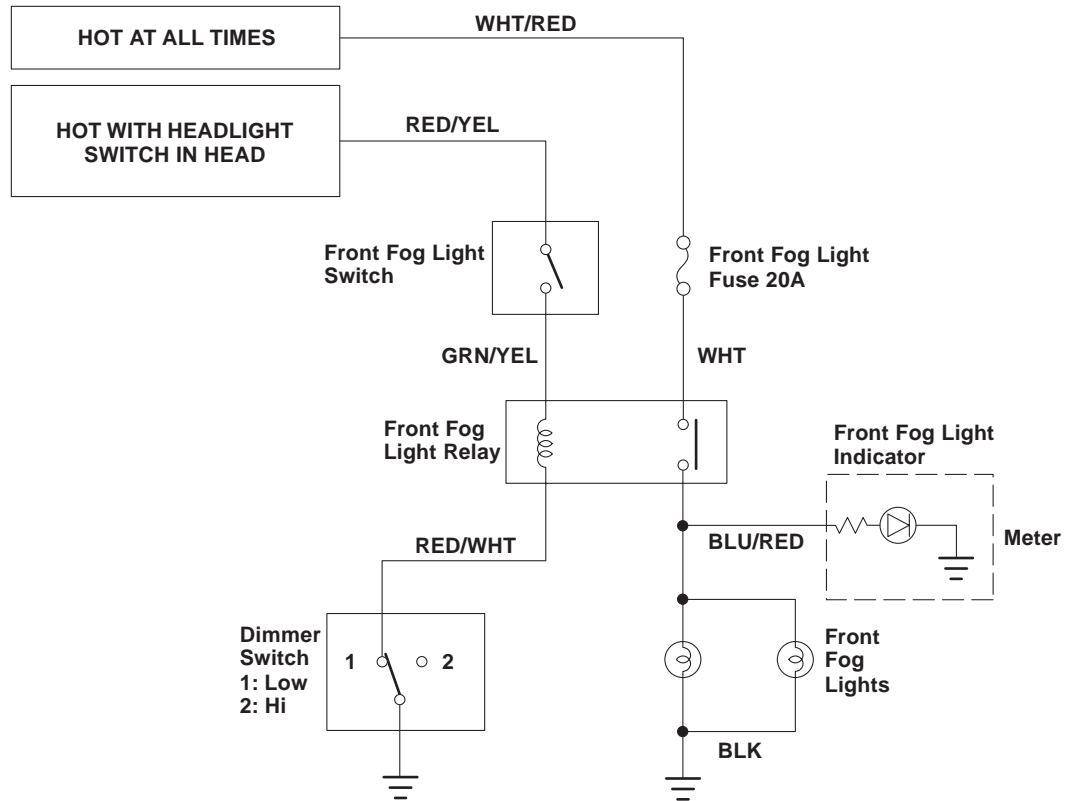 HOT AT ALL TIMES
WHT/RED
HOT WITH HEADLIGHT
SWITCH IN HEAD
RED/YEL
Front Fog Light
Switch
Front Fog Light
Fuse 20A
GRN/YEL
WHT
Front Fog
Light Relay
Front Fog Light
Indicator
Meter
BLU/RED
RED/WHT
Dimmer
Switch
1: Low
2: Hi
1
2
Front
Fog
Lights
BLK